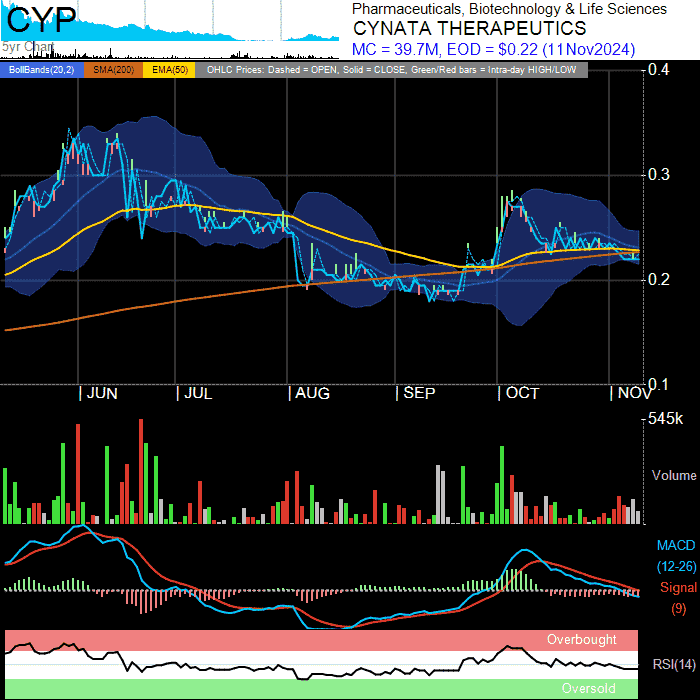 CYP
5yr Chart
Pharmaceuticals, Biotechnology & Life Sciences
CYNATA THERAPEUTICS
MC = 39.7M, EOD = $0.22 (11Nov2024)
BollBands(20,2) SMA(200) EMA(50) OHLC Prices: Dashed = OPEN, Solid = CLOSE, Green/Red bars = Intra-day HIGH/LOW
0.4
0.3
0.2
0.1
JUN JUL AUG SEP OCT NOV
545k
Volume
MACD
(12-26)
Signal
(9)
Overbought
RSI(14)
Oversold